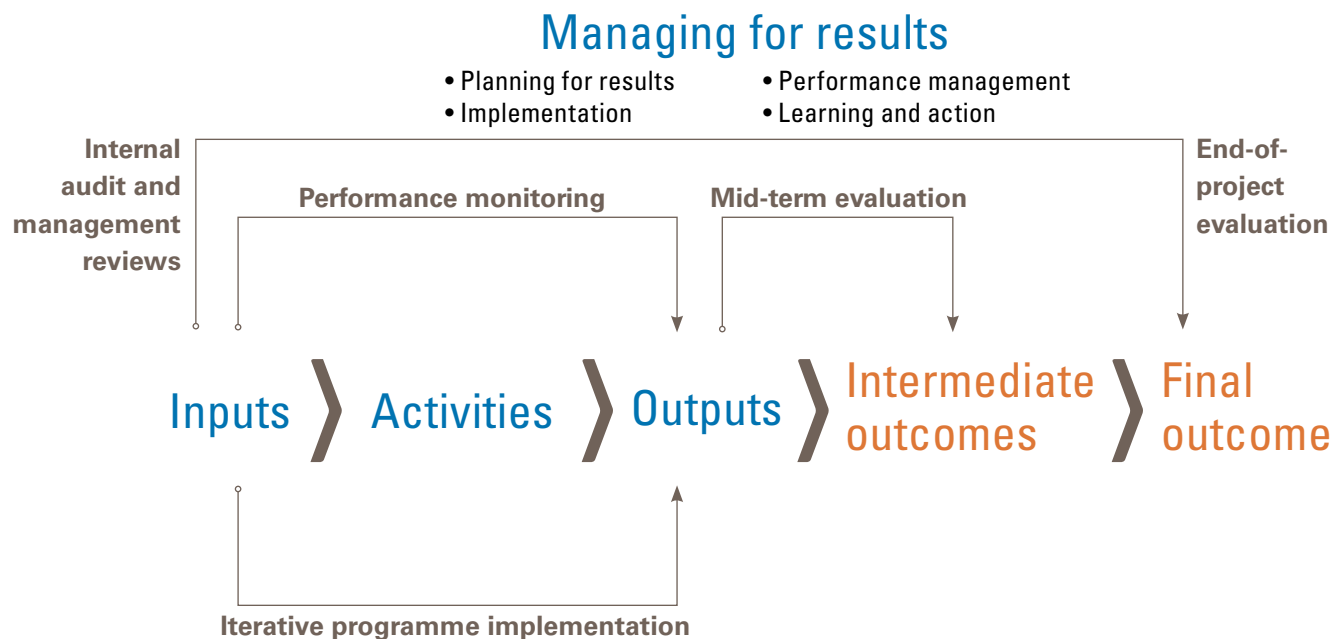 Managing for results
• Planning for results
• Implementation
• Performance management
• Learning and action
Internal
audit and
management
reviews
Performance monitoring
Mid-term evaluation
End-of-
project
evaluation
Inputs
Activities
Outputs
Intermediate
outcomes
Final
outcome
Iterative programme implementation